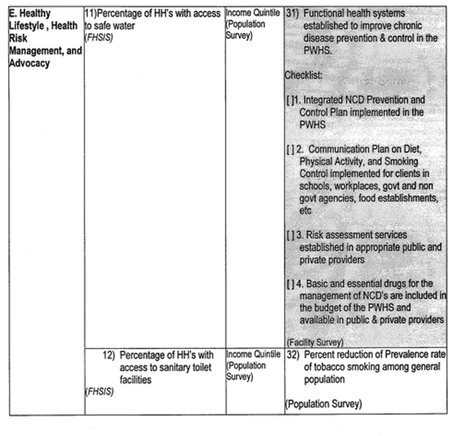 E. Healthy
Lifestyle , Health
Risk
Management, and
Advocacy
11)Percentage of HH's with access
to safe water
(FHSIS)
Income Quintile
(Population
Survey)
31) Functional health systems
established to improve chronic
disease prevention & control in the
PWHS.
Checklist:
[ ]1. Integrated NCD Prevention and
Control Plan implemented in the
PWHS
[ ] 2. Communication Plan on Diet,
Physical Activity, and Smoking
Control implemented for clients in
schools, workplaces, govt and non
govt agencies, food establishments,
etc
[ ] 3. Risk assessment services
established in appropriate public and
private providers
[ ] 4. Basic and essential drugs for the
management of NCD's are included in
the budget of the PWHS and
available in public & private providers
(Facility Survey)
12) Percentage of HH's with
access to sanitary toilet
facilities
(FHSIS)
Income Quintile
(Population
Survey)
32) Percent reduction of Prevalence rate
of tobacco smoking among general
population
(Population Survey)